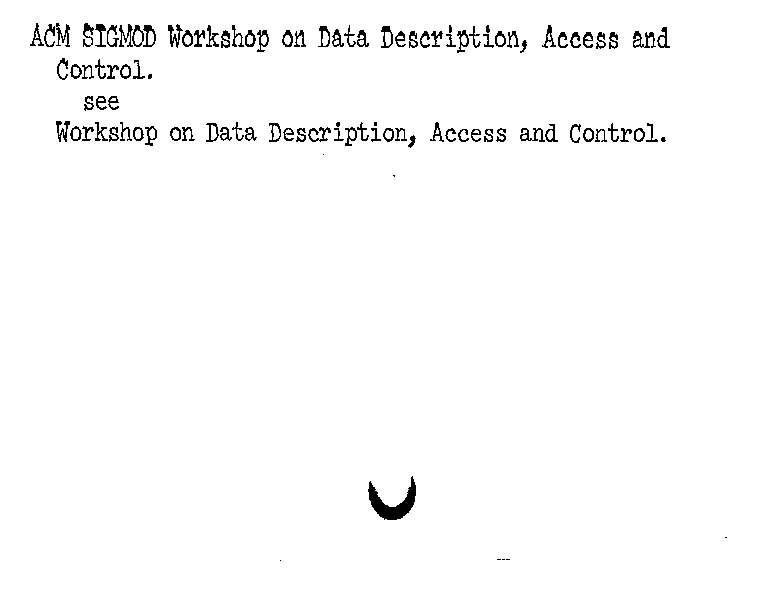 ACM SIGMOD Workshop on Data Description, Access and
Control.
see
Workshop on Data Description, Access and Control.